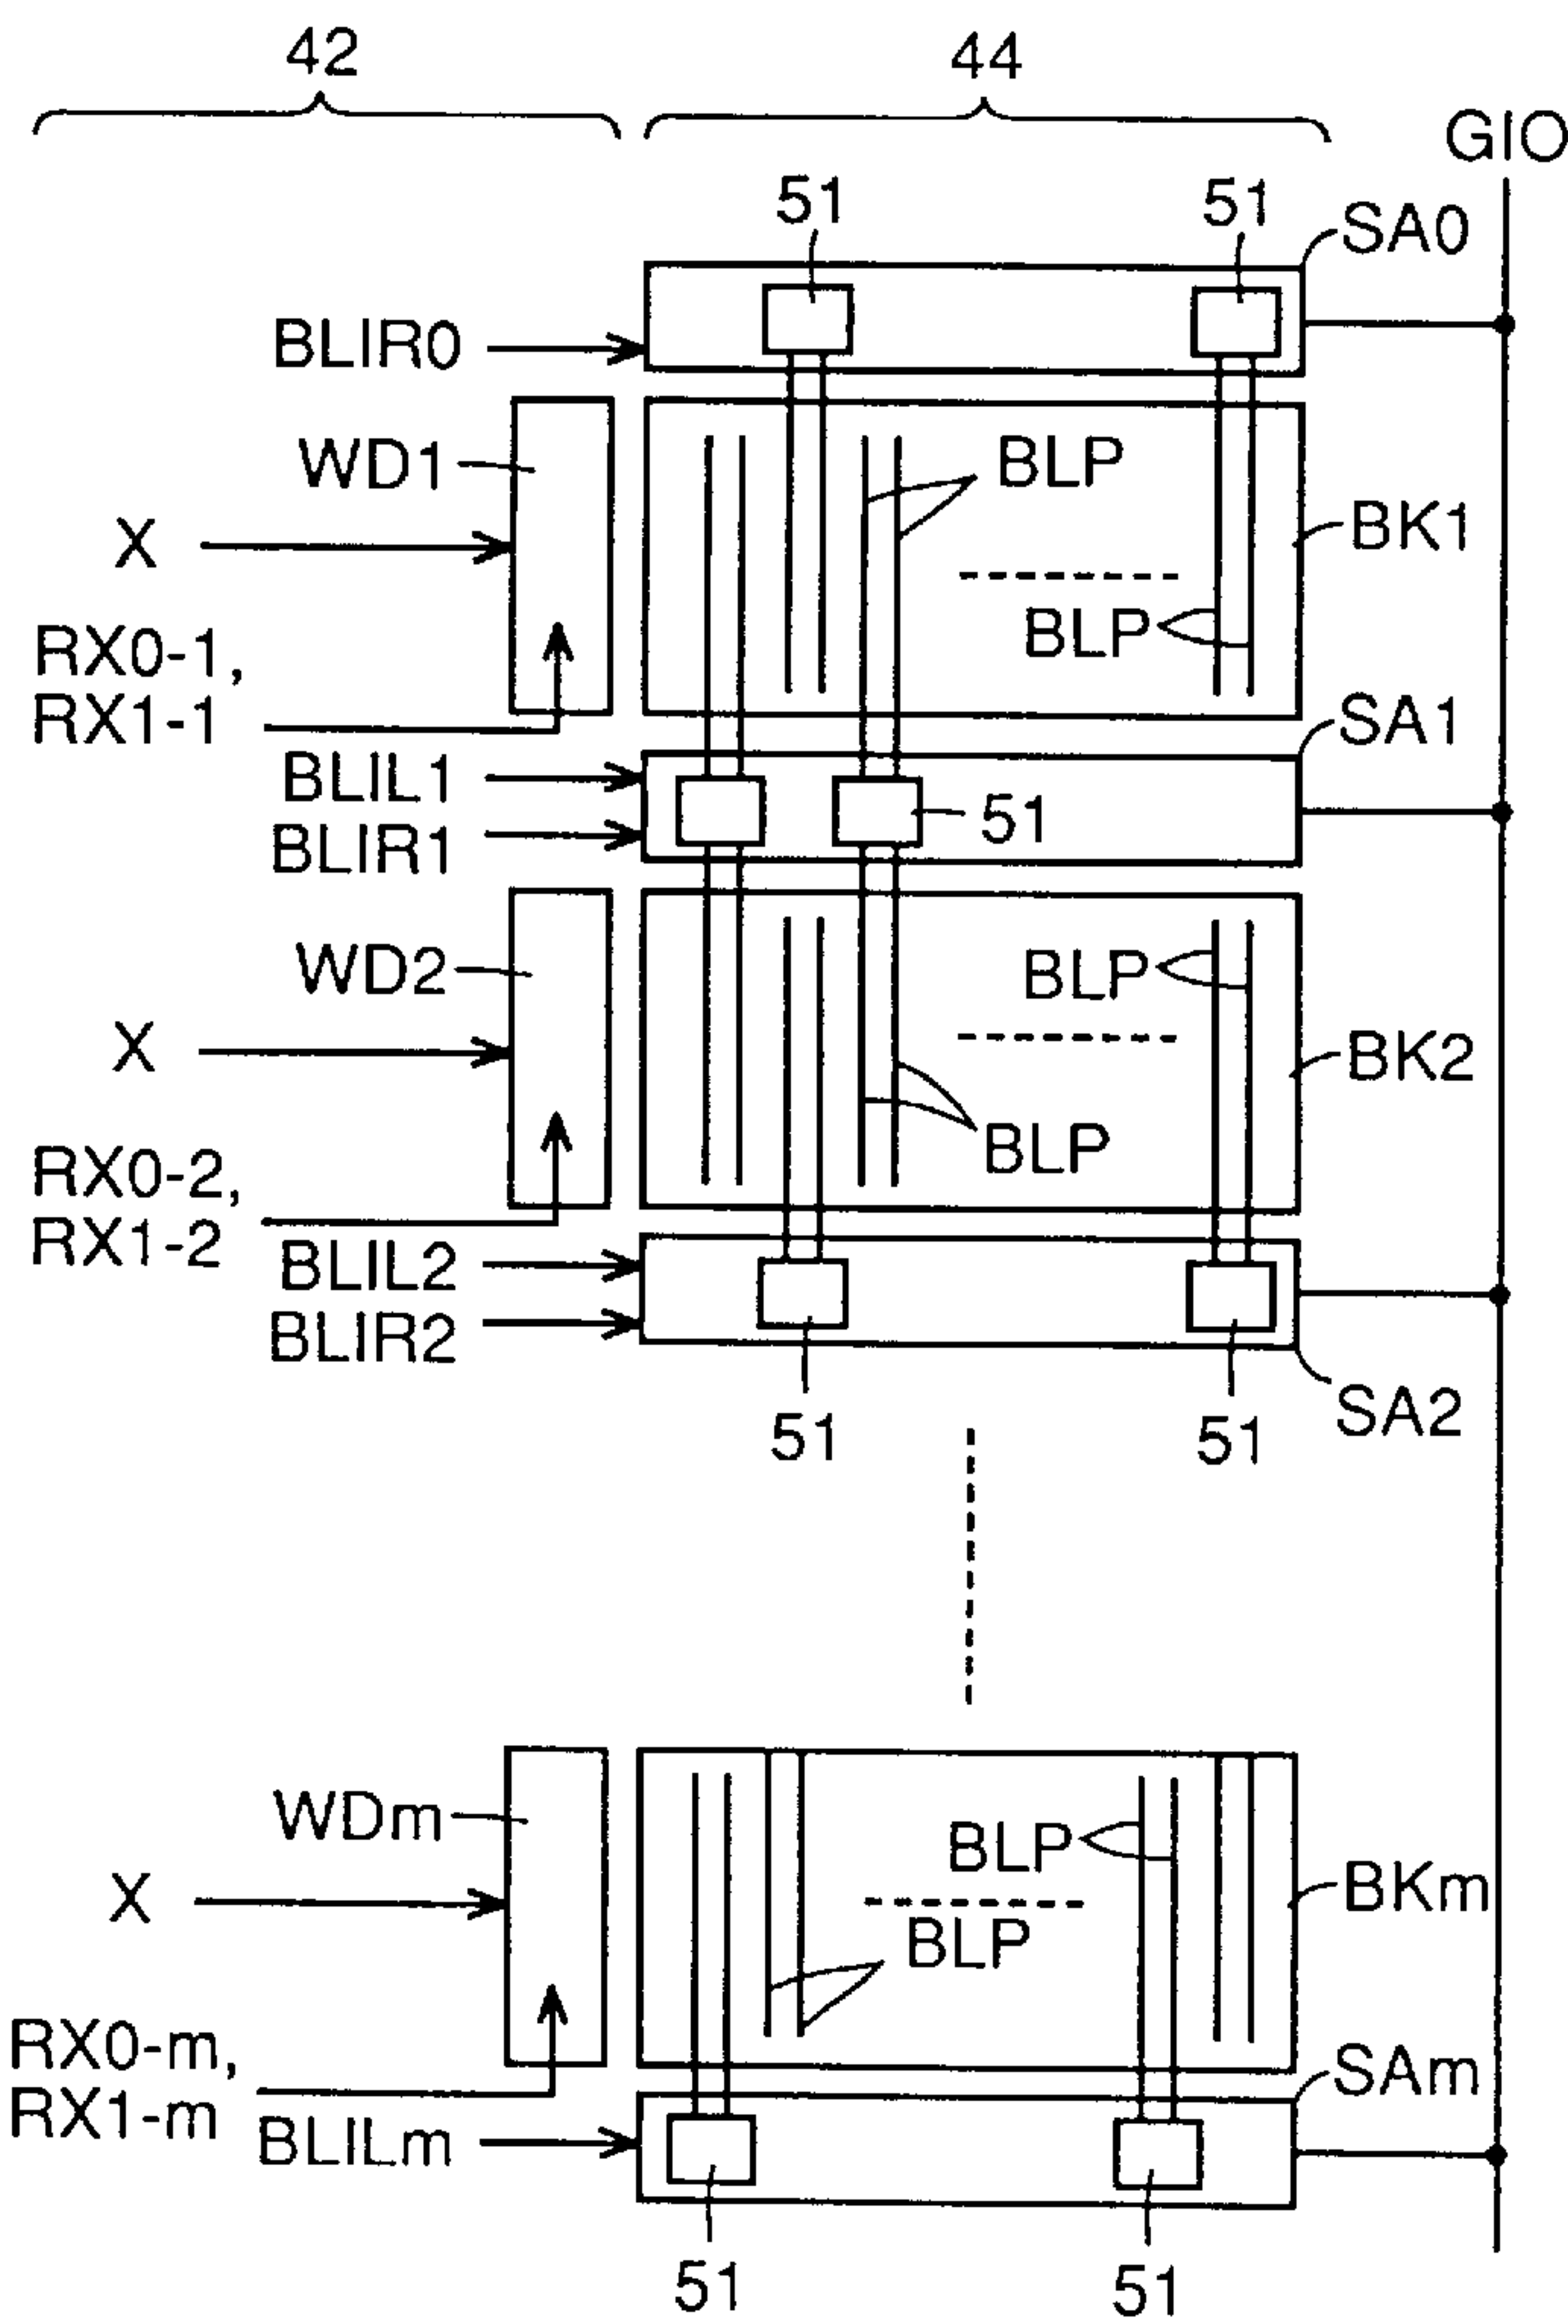 42
44
GIO
51
51
SA0
BLIR0
WD1
BLP
X
BK1
BLP
RX0-1,
RX1-1
SA1
BLIL1
51
BLIR1
WD2
BLP
X
BK2
BLP
RX0-2,
RX1-2
BLIL2
BLIR2
SA2
51
51
WDm
BLP
X
BKm
BLP
RX0-m,
RX1-m
SAm
BLILm
51
51